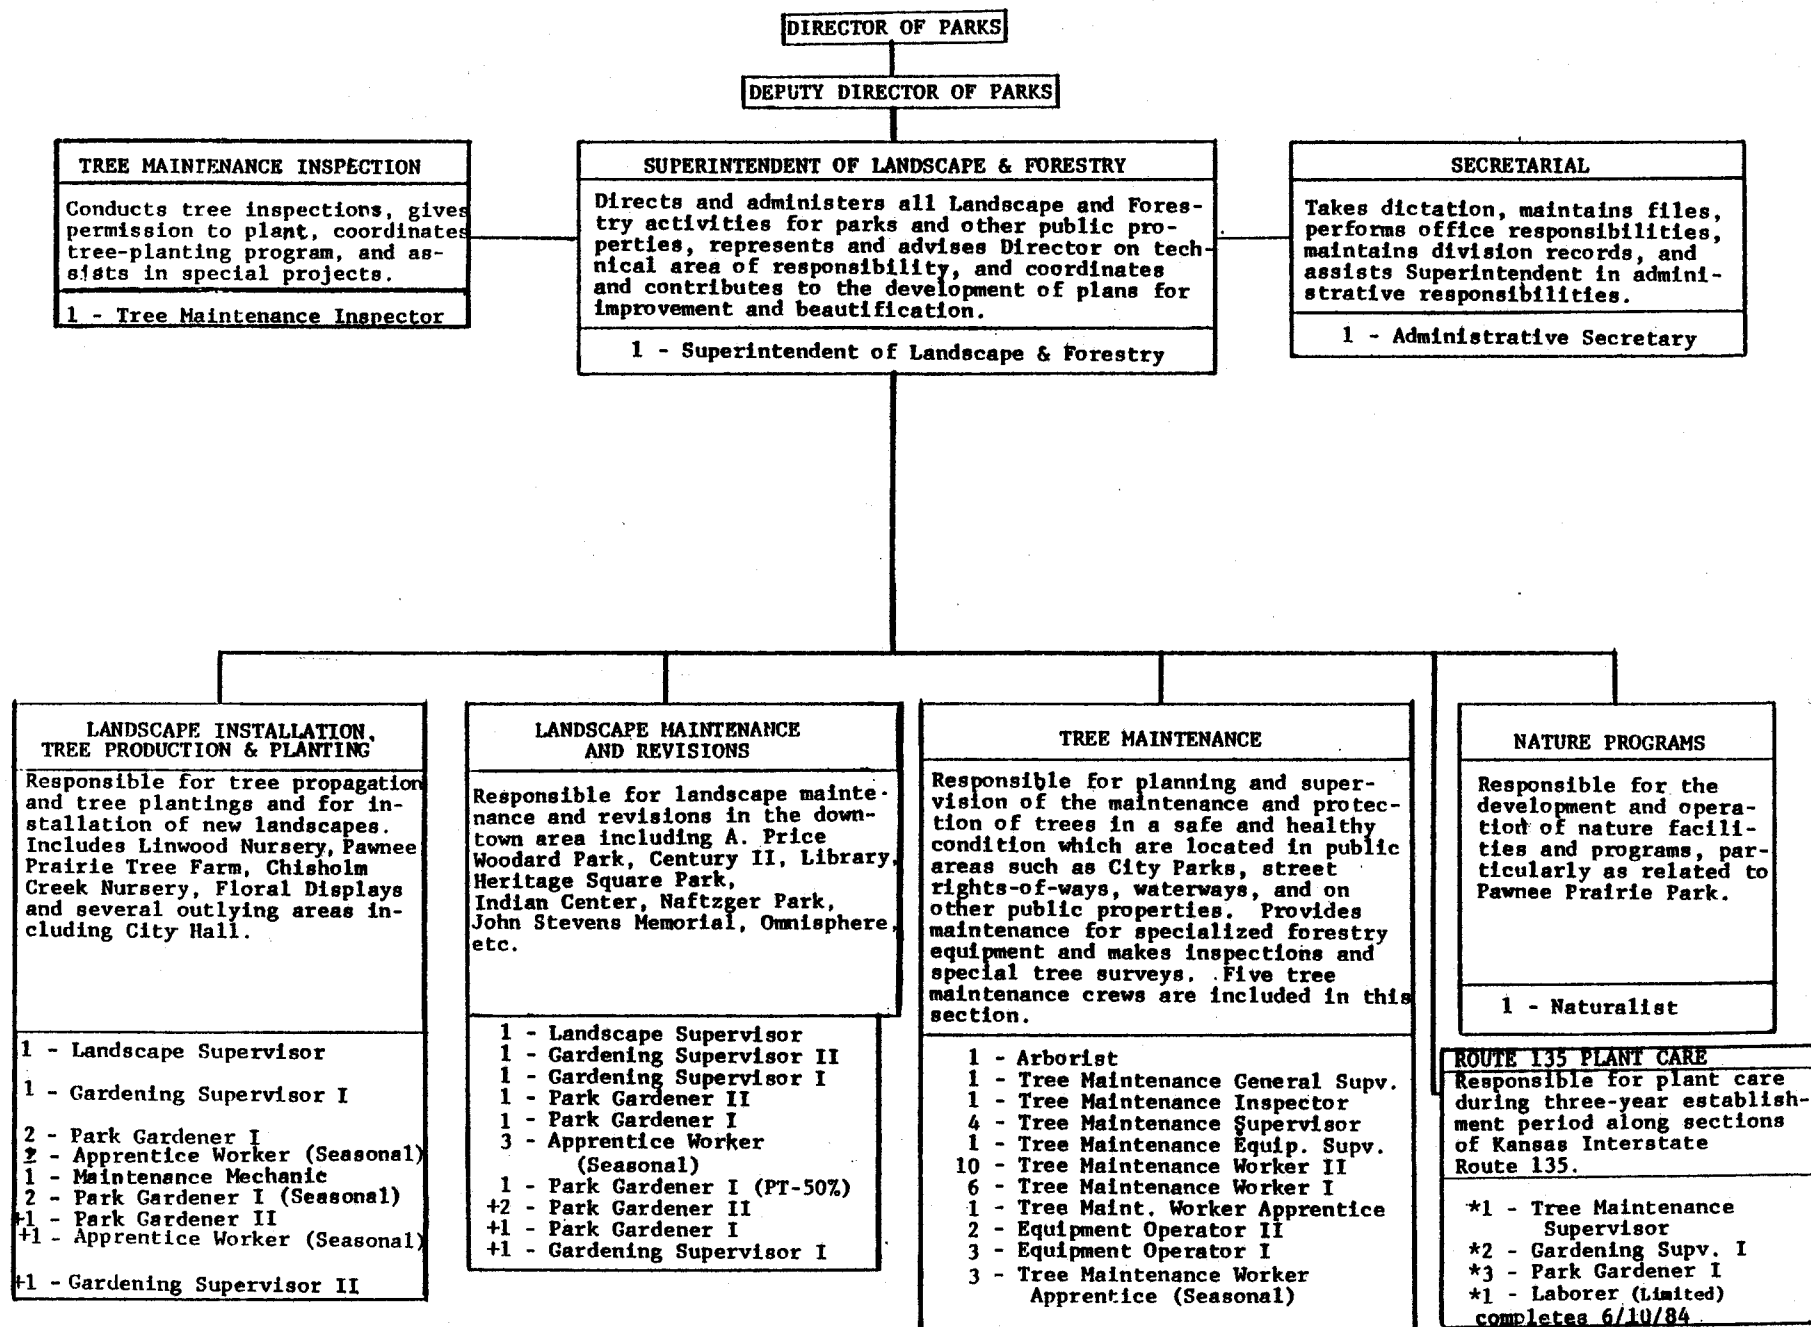 DIRECTOR OF PARKS
DEPUTY DIRECTOR OF PARKS
TREE MAINTENANCE INSPECTION
Conducts tree inspections, gives
permission to plant, coordinates
tree-planting program, and as-
sists in special projects.
1 - Tree Maintenance Inspector
SUPERINTENDENT OF LANDSCAPE & FORESTRY
Directs and administers all Landscape and Fores-
try activities for parks and other public pro-
perties, represents and advises Director on tech-
nical area of responsibility, and coordinates
and contributes to the development of plans for
improvement and beautification.
1 - Superintendent of Landscape & Forestry
SECRETARIAL
Takes dictation, maintains files,
performs office responsibilities,
maintains division records, and
assists Superintendent in admini-
strative responsibilities.
1 - Administrative Secretary
LANDSCAPE INSTALLATION,
TREE PRODUCTION & PLANTING
Responsible for tree propagation
and tree plantings and for in-
stallation of new landscapes.
Includes Linwood Nursery, Pawnee
Prairie Tree Farm, Chisholm
Creek Nursery, Floral Displays
and several outlying areas in-
cluding City Hall.
1 - Landscape Supervisor
1 - Gardening Supervisor I
2 - Park Gardener I
2 - Apprentice Worker (Seasonal)
1 - Maintenance Mechanic
2 - Park Gardener I (Seasonal)
+1 - Park Gardener II
+1 - Apprentice Worker (Seasonal)
+1 - Gardening Supervisor II
LANDSCAPE MAINTENANCE
AND REVISIONS
Responsible for landscape mainte-
nance and revisions in the down-
town area including A. Price
Woodard Park, Century II, Library,
Heritage Square Park,
Indian Center, Naftzger Park,
John Stevens Memorial, Omnisphere,
etc.
1 - Landscape Supervisor
1 - Gardening Supervisor II
1 - Gardening Supervisor I
1 - Park Gardener II
1 - Park Gardener I
3 - Apprentice Worker
(Seasonal)
1 - Park Gardener I (PT-50%)
+2 - Park Gardener II
+1 - Park Gardener I
+1 - Gardening Supervisor I
TREE MAINTENANCE
Responsible for planning and super-
vision of the maintenance and protec-
tion of trees in a safe and healthy
condition which are located in public
areas such as City Parks, street
rights-of-ways, waterways, and on
other public properties. Provides
maintenance for specialized forestry
equipment and makes inspections and
special tree surveys. Five tree
maintenance crews are included in this
section.
1 - Arborist
1 - Tree Maintenance General Supv.
1 - Tree Maintenance Inspector
4 - Tree Maintenance Supervisor
1 - Tree Maintenance Equip. Supv.
10 - Tree Maintenance Worker II
6 - Tree Maintenance Worker I
1 - Tree Maint. Worker Apprentice
2 - Equipment Operator II
3 - Equipment Operator I
3 - Tree Maintenance Worker
Apprentice (Seasonal)
NATURE PROGRAMS
Responsible for the
development and opera-
tion of nature facili-
ties and programs, par-
ticularly as related to
Pawnee Prairie Park.
1 - Naturalist
ROUTE 135 PLANT CARE
Responsible for plant care
during three-year establish-
ment period along sections
of Kansas Interstate
Route 135.
*1 - Tree Maintenance
Supervisor
*2 - Gardening Supv. I
*3 - Park Gardener I
*1 - Laborer (Limited)
completes 6/10/84